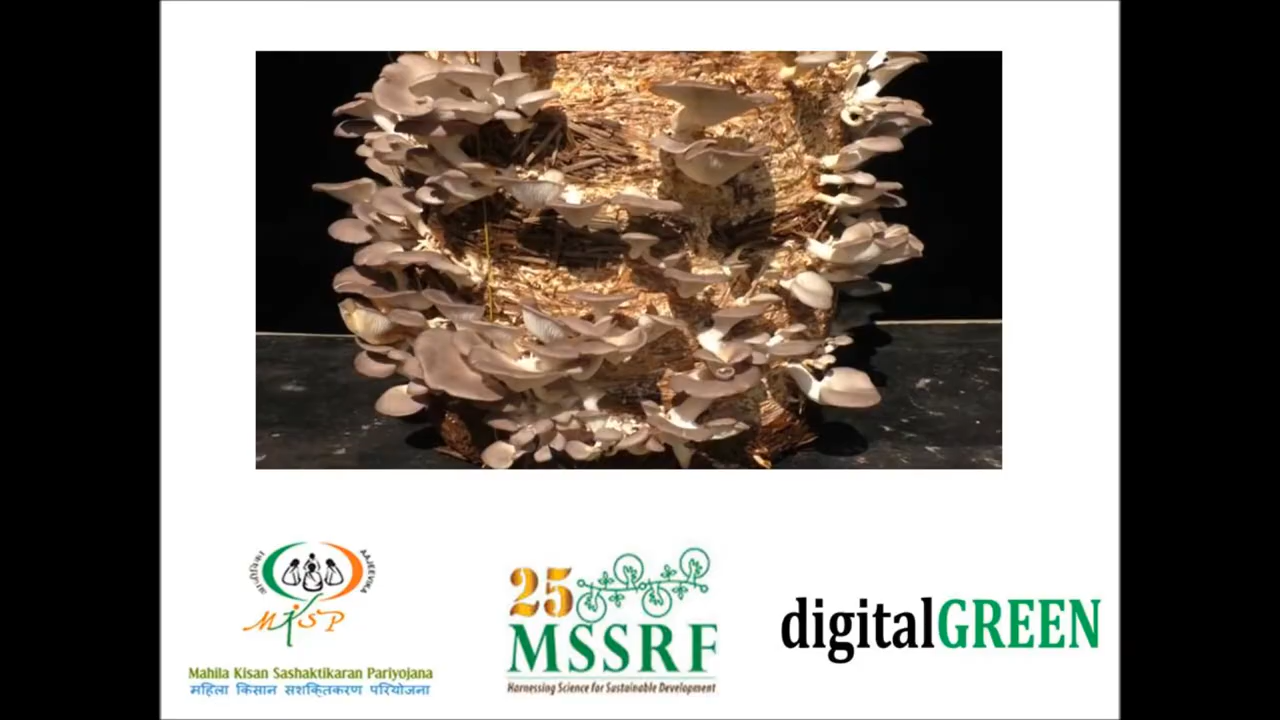 आजीविका
AAJEEVIKA
MKSP
Mahila Kisan Sashaktikaran Pariyojana
महिला किसान सशक्तिकरण परियोजना
25
MSSRF
Harnessing Science for Sustainable Development
digitalGREEN